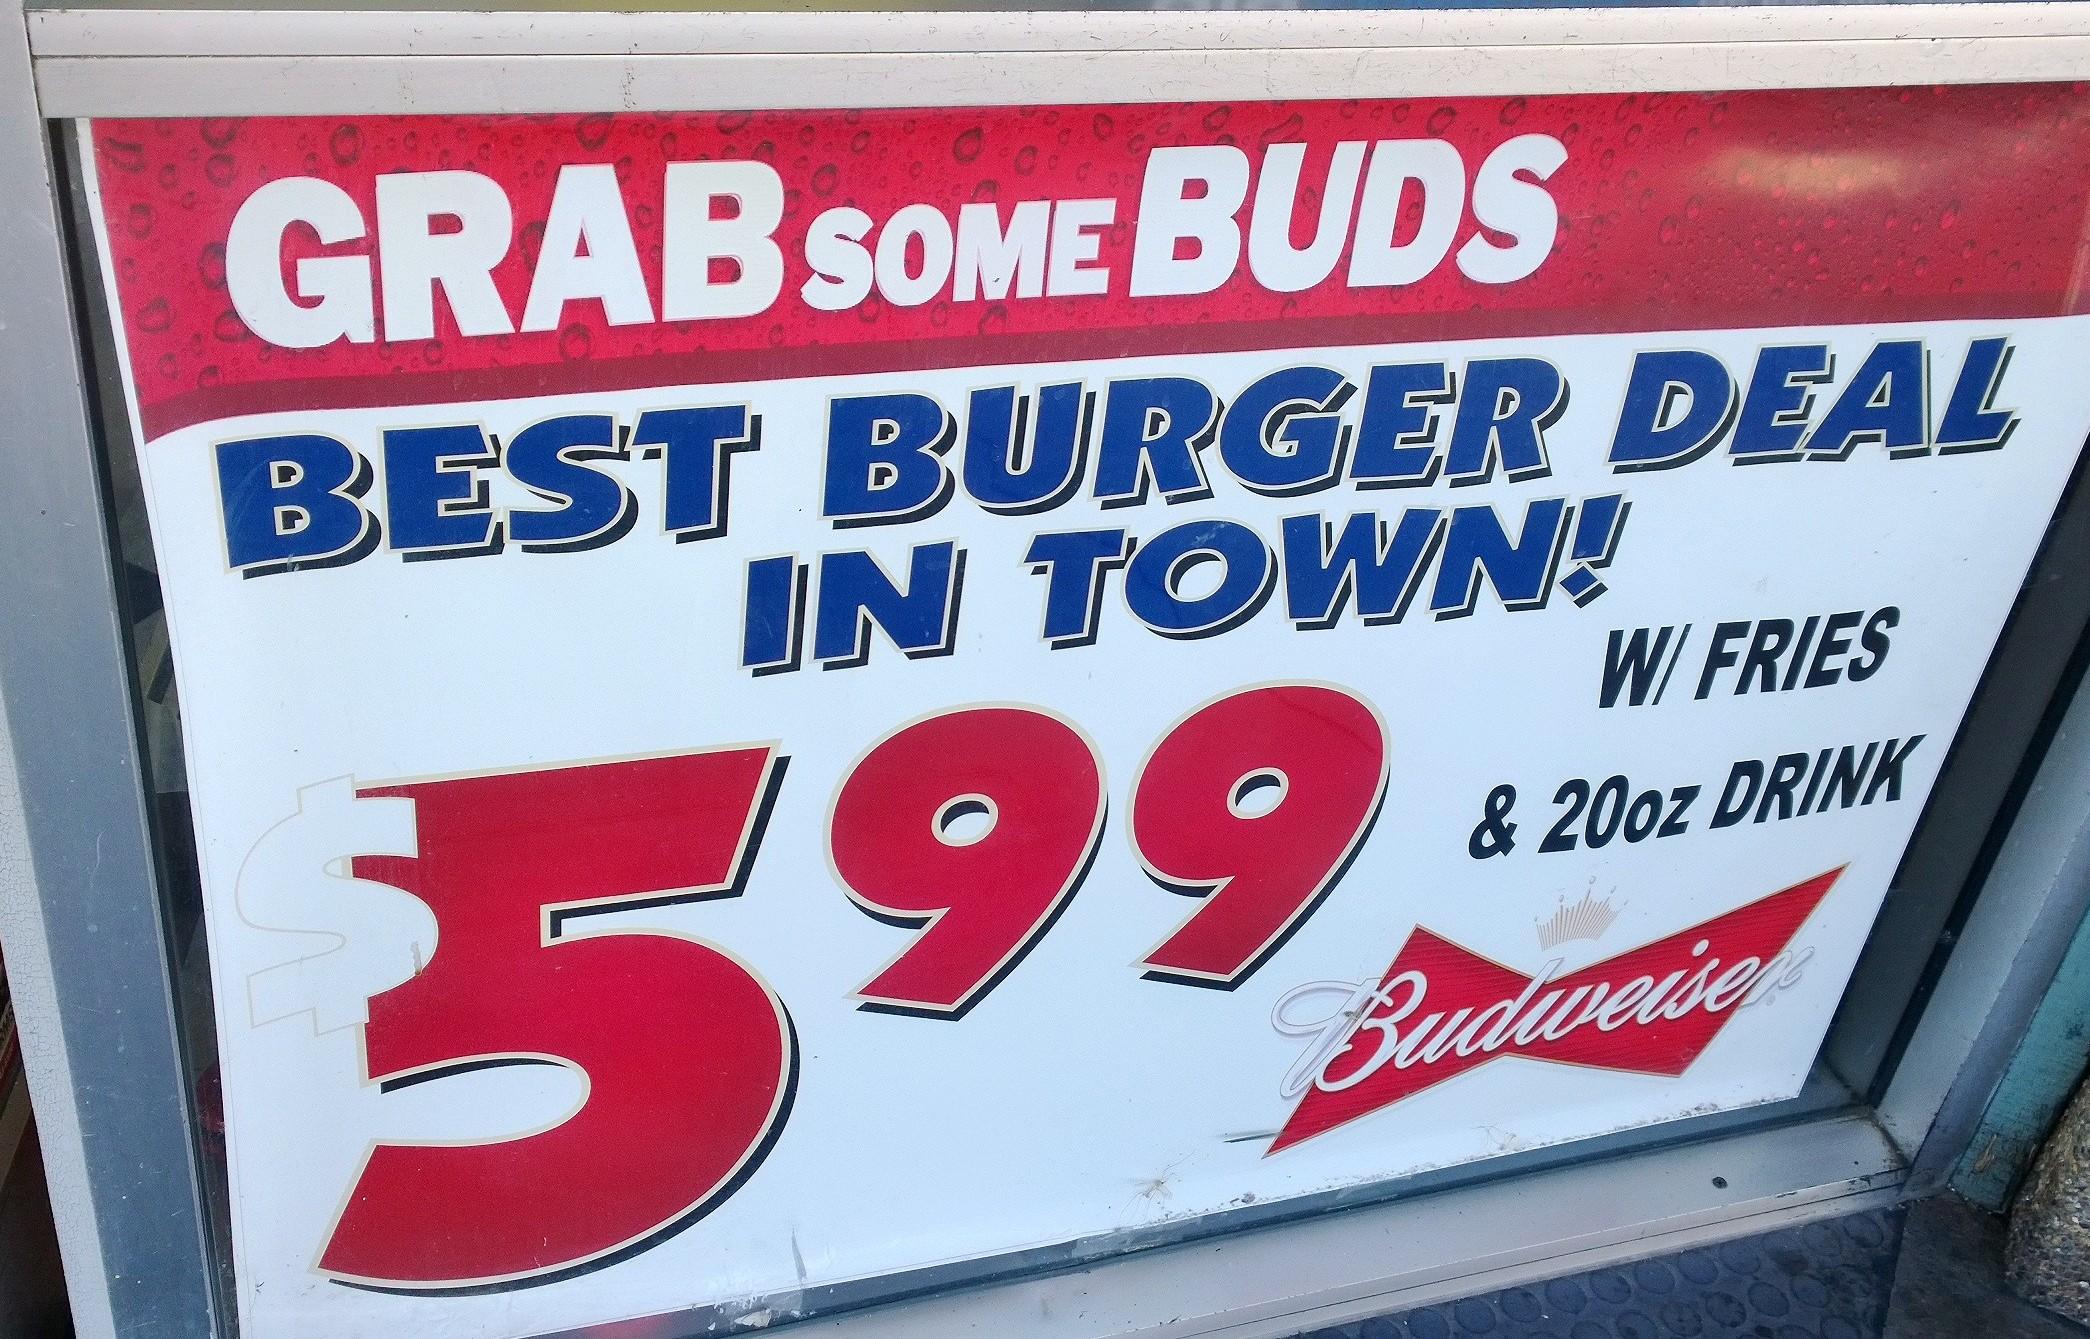 GRAB SOME BUDS
BEST BURGER DEAL
IN TOWN!
W/ FRIES
$599
& 20oz DRINK
Budweiser